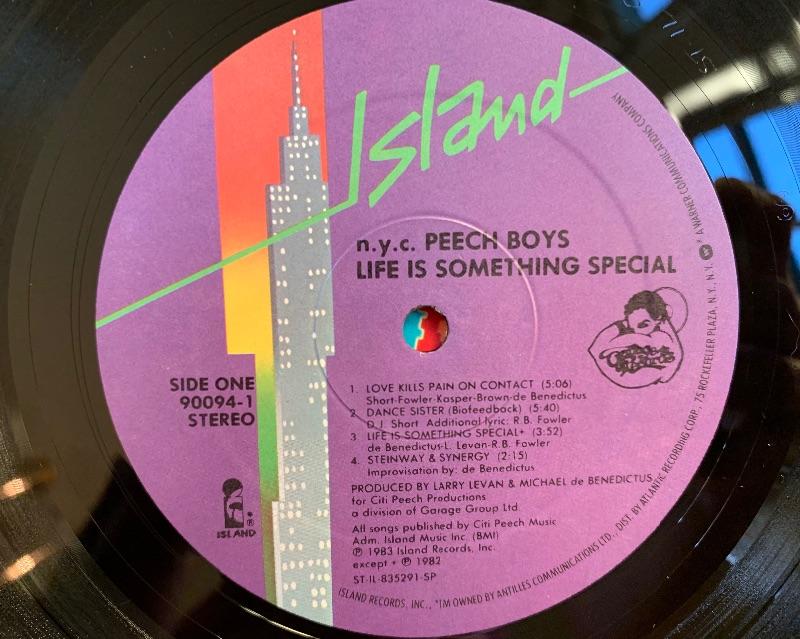 Island
n.y.c. PEECH BOYS
LIFE IS SOMETHING SPECIAL
SIDE ONE
90094-1
STEREO
1. LOVE KILLS PAIN ON CONTACT (5:06)
Short-Fowler-Kasper-Brown-de Benedictus
2. DANCE SISTER (Biofeedback) (5:40)
D.J. Short Additional lyric: R.B. Fowler
3. LIFE IS SOMETHING SPECIAL+ (3:52)
de Benedictus-L. Levan-R.B. Fowler
4. STEINWAY & SYNERGY (2:15)
Improvisation by: de Benedictus
PRODUCED BY LARRY LEVAN & MICHAEL de BENEDICTUS
for Citi Peech Productions
a division of Garage Group Ltd.
All songs published by Citi Peech Music
Adm. Island Music Inc. (BMI)
℗ 1983 Island Records, Inc.
except + ℗ 1982
ST-IL-835291-SP
ISLAND®
ISLAND RECORDS, INC., *TM OWNED BY ANTILLES COMMUNICATIONS LTD., DIST. BY ATLANTIC RECORDING CORP., 75 ROCKEFELLER PLAZA, N.Y., N.Y. * A WARNER COMMUNICATIONS COMPANY